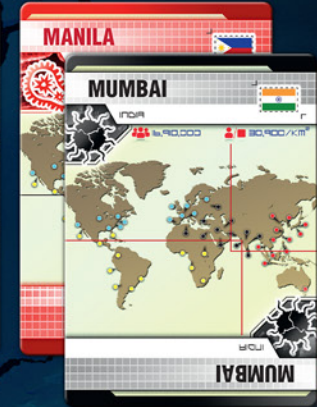 MANILA
MUMBAI
INDIA
16,910,000 30,900/KM²
INDIA
MUMBAI